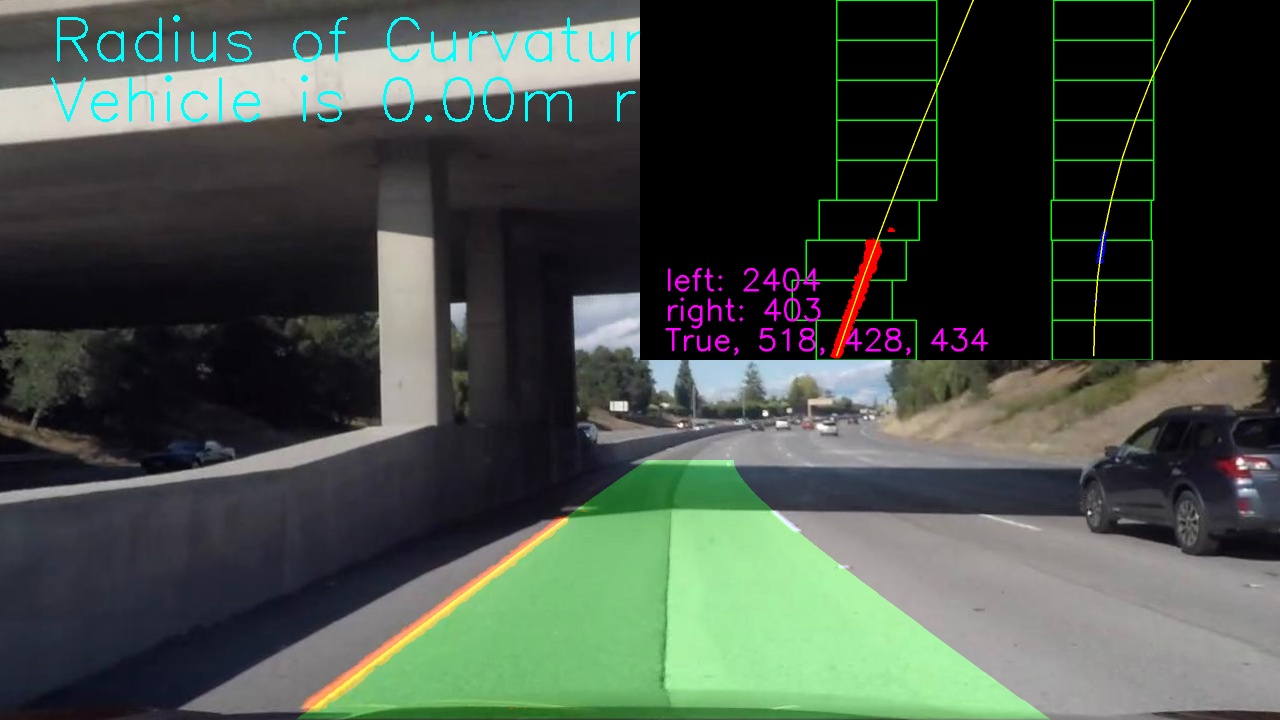 Radius of Curvatur
Vehicle is 0.00m r
left: 2404
right: 403
True, 518, 428, 434